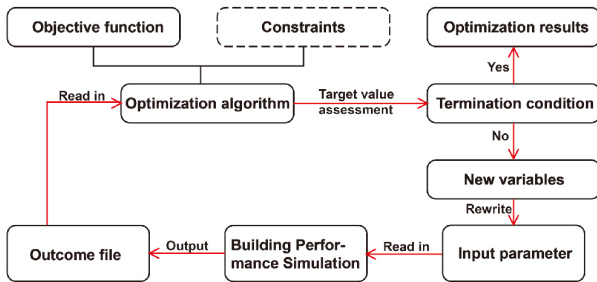 Objective function
Constraints
Optimization results
Yes
Read in
Optimization algorithm
Target value
assessment
Termination condition
No
New variables
Rewrite
Outcome file
Output
Building Perfor-
mance Simulation
Read in
Input parameter